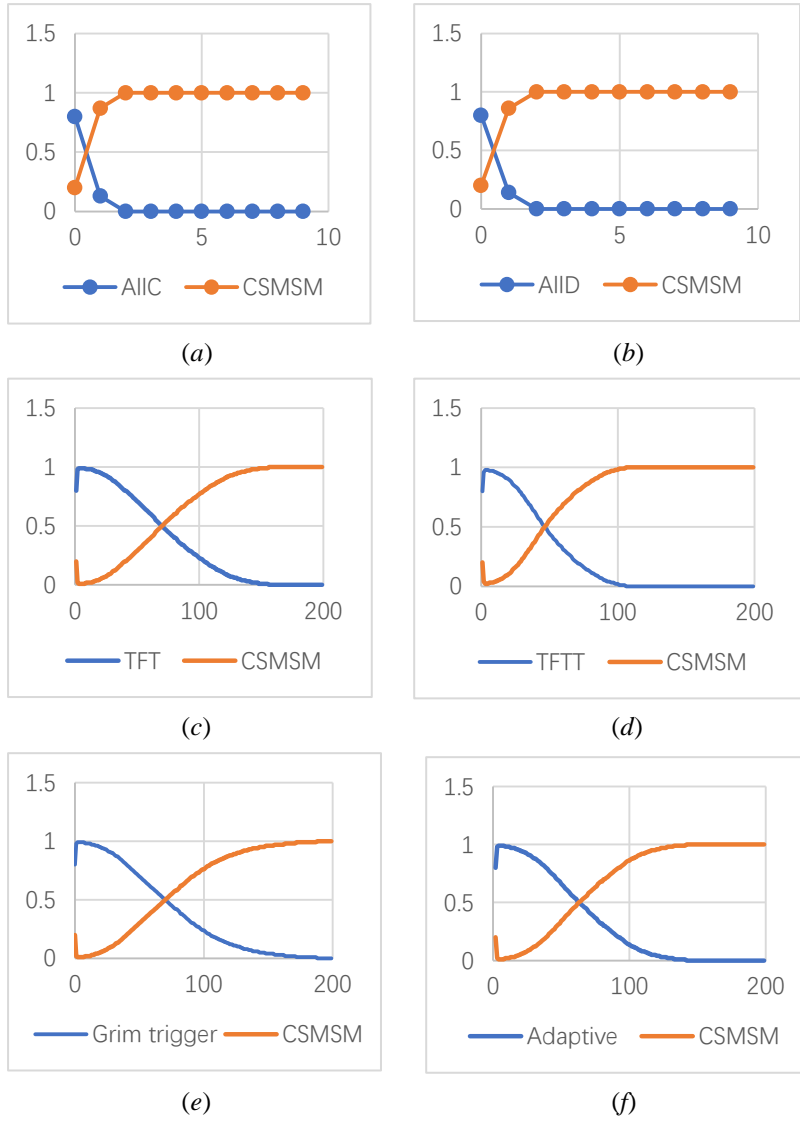 1.5 1.5
1 1
0.5 0.5
0 0
0 5 10 0 5 10
AllC CSMSM AllD CSMSM
(a) (b)
1.5 1.5
1 1
0.5 0.5
0 0
0 100 200 0 100 200
TFT CSMSM TFTT CSMSM
(c) (d)
1.5 1.5
1 1
0.5 0.5
0 0
0 100 200 0 100 200
Grim trigger CSMSM Adaptive CSMSM
(e) (f)